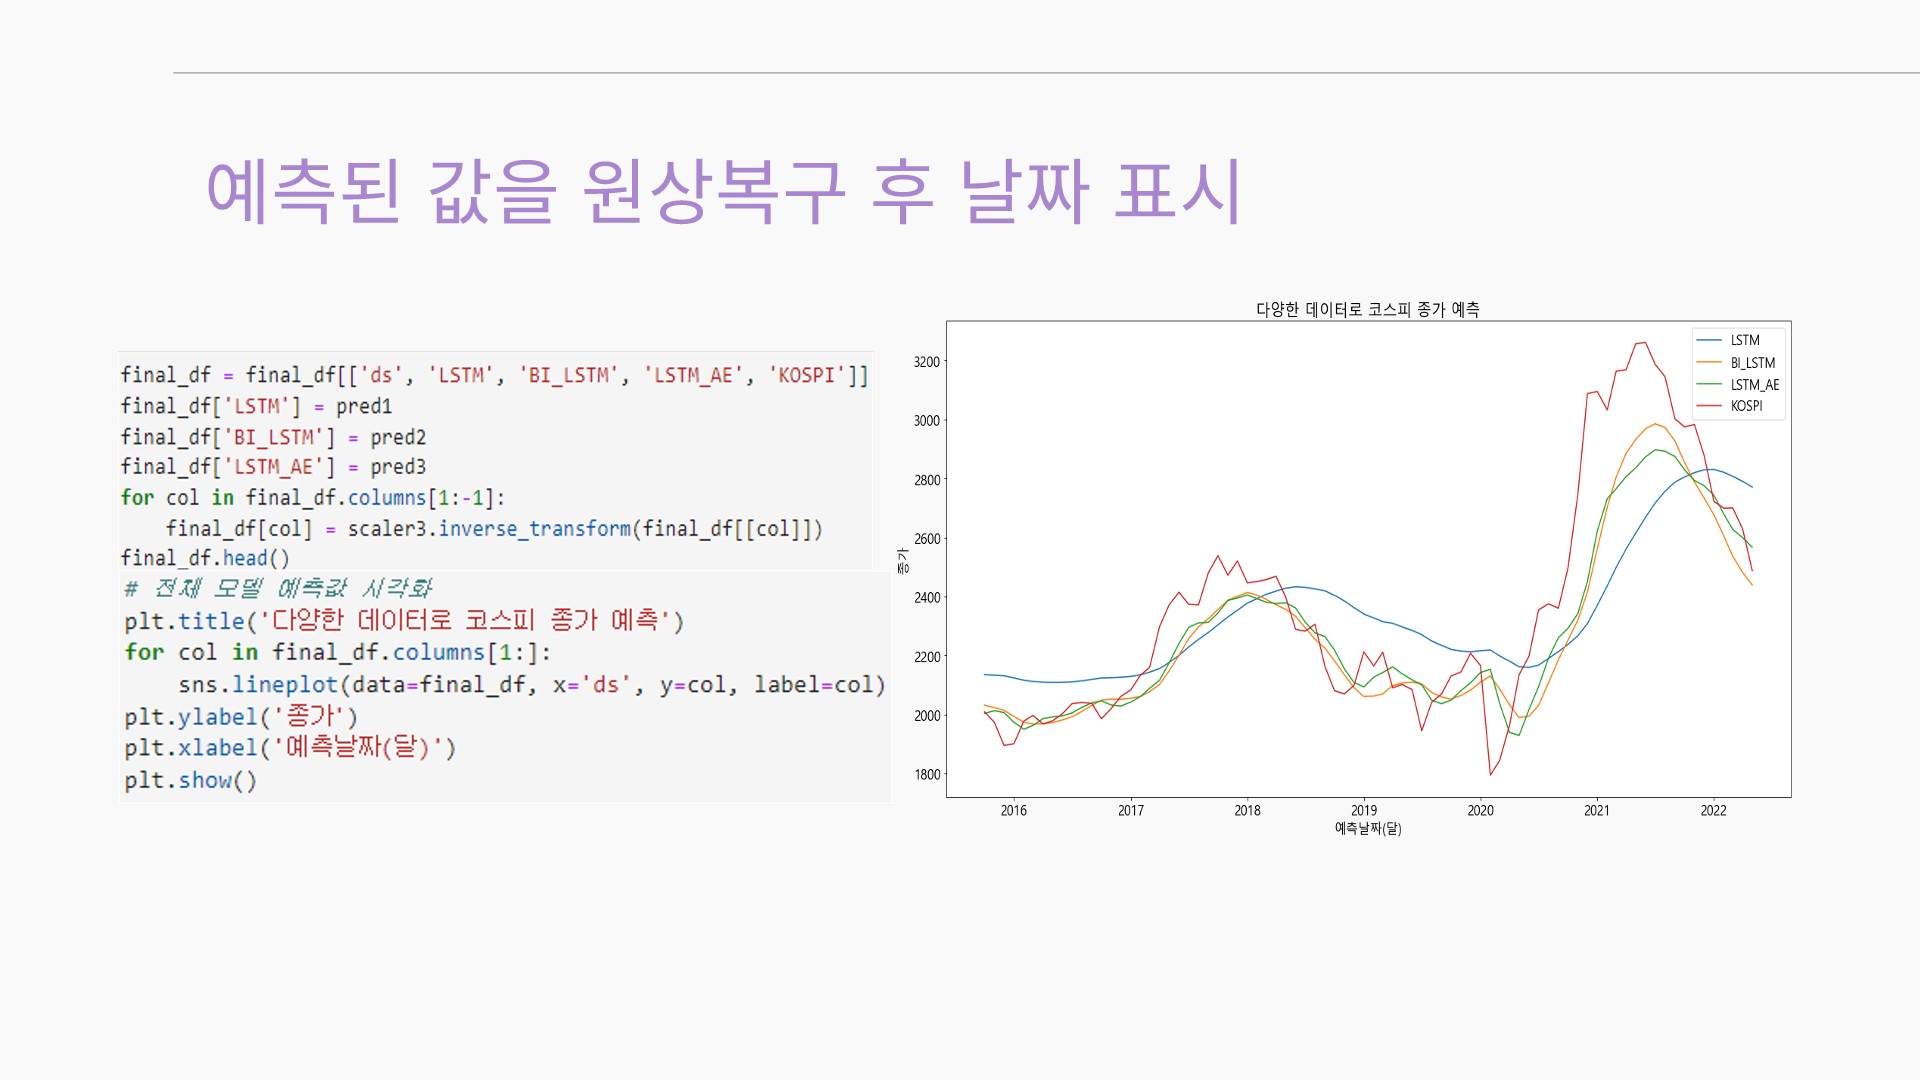 예측된 값을 원상복구 후 날짜 표시
final_df = final_df[['ds', 'LSTM', 'BI_LSTM', 'LSTM_AE', 'KOSPI']]
final_df['LSTM'] = pred1
final_df['BI_LSTM'] = pred2
final_df['LSTM_AE'] = pred3
for col in final_df.columns[1:-1]:
    final_df[col] = scaler3.inverse_transform(final_df[[col]])
final_df.head()
# 전체 모델 예측값 시각화
plt.title('다양한 데이터로 코스피 종가 예측')
for col in final_df.columns[1:]:
    sns.lineplot(data=final_df, x='ds', y=col, label=col)
plt.ylabel('종가')
plt.xlabel('예측날짜(달)')
plt.show()
다양한 데이터로 코스피 종가 예측
LSTM
BI_LSTM
LSTM_AE
KOSPI
종가
3200
3000
2800
2600
2400
2200
2000
1800
2016 2017 2018 2019 2020 2021 2022
예측날짜(달)